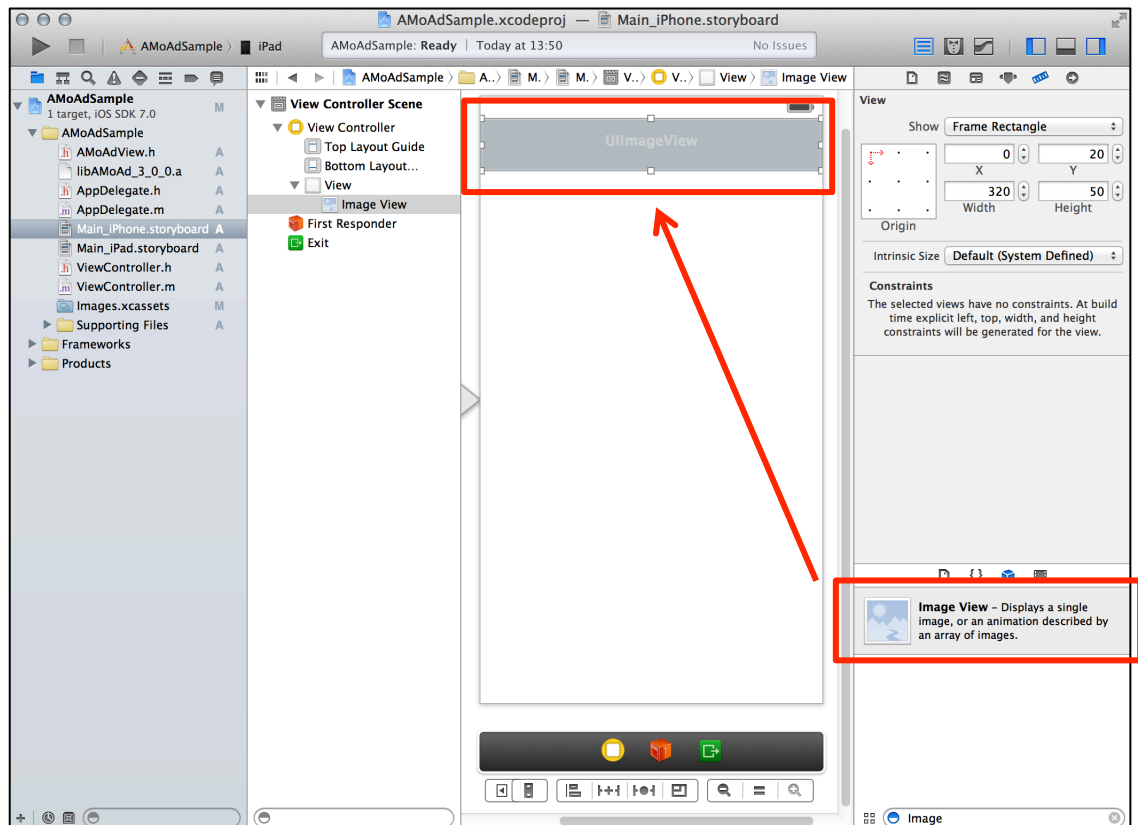 AMoAdSample.xcodeproj — Main_iPhone.storyboard
AMoAdSample 〉 iPad
AMoAdSample: Ready | Today at 13:50
No Issues
AMoAdSample 〉 A..〉 M.〉 M.〉 V..〉 V..〉 View 〉 Image View
AMoAdSample
M
1 target, iOS SDK 7.0
AMoAdSample
AMoAdView.h A
libAMoAd_3_0_0.a A
AppDelegate.h A
AppDelegate.m A
Main_iPhone.storyboard A
Main_iPad.storyboard A
ViewController.h A
ViewController.m A
Images.xcassets M
Supporting Files A
Frameworks
Products
View Controller Scene
View Controller
Top Layout Guide
Bottom Layout...
View
Image View
First Responder
Exit
UIImageView
View
Show Frame Rectangle
0 20
X Y
320 50
Width Height
Origin
Intrinsic Size Default (System Defined)
Constraints
The selected views have no constraints. At build
time explicit left, top, width, and height
constraints will be generated for the view.
Image View – Displays a single
image, or an animation described by
an array of images.
Image